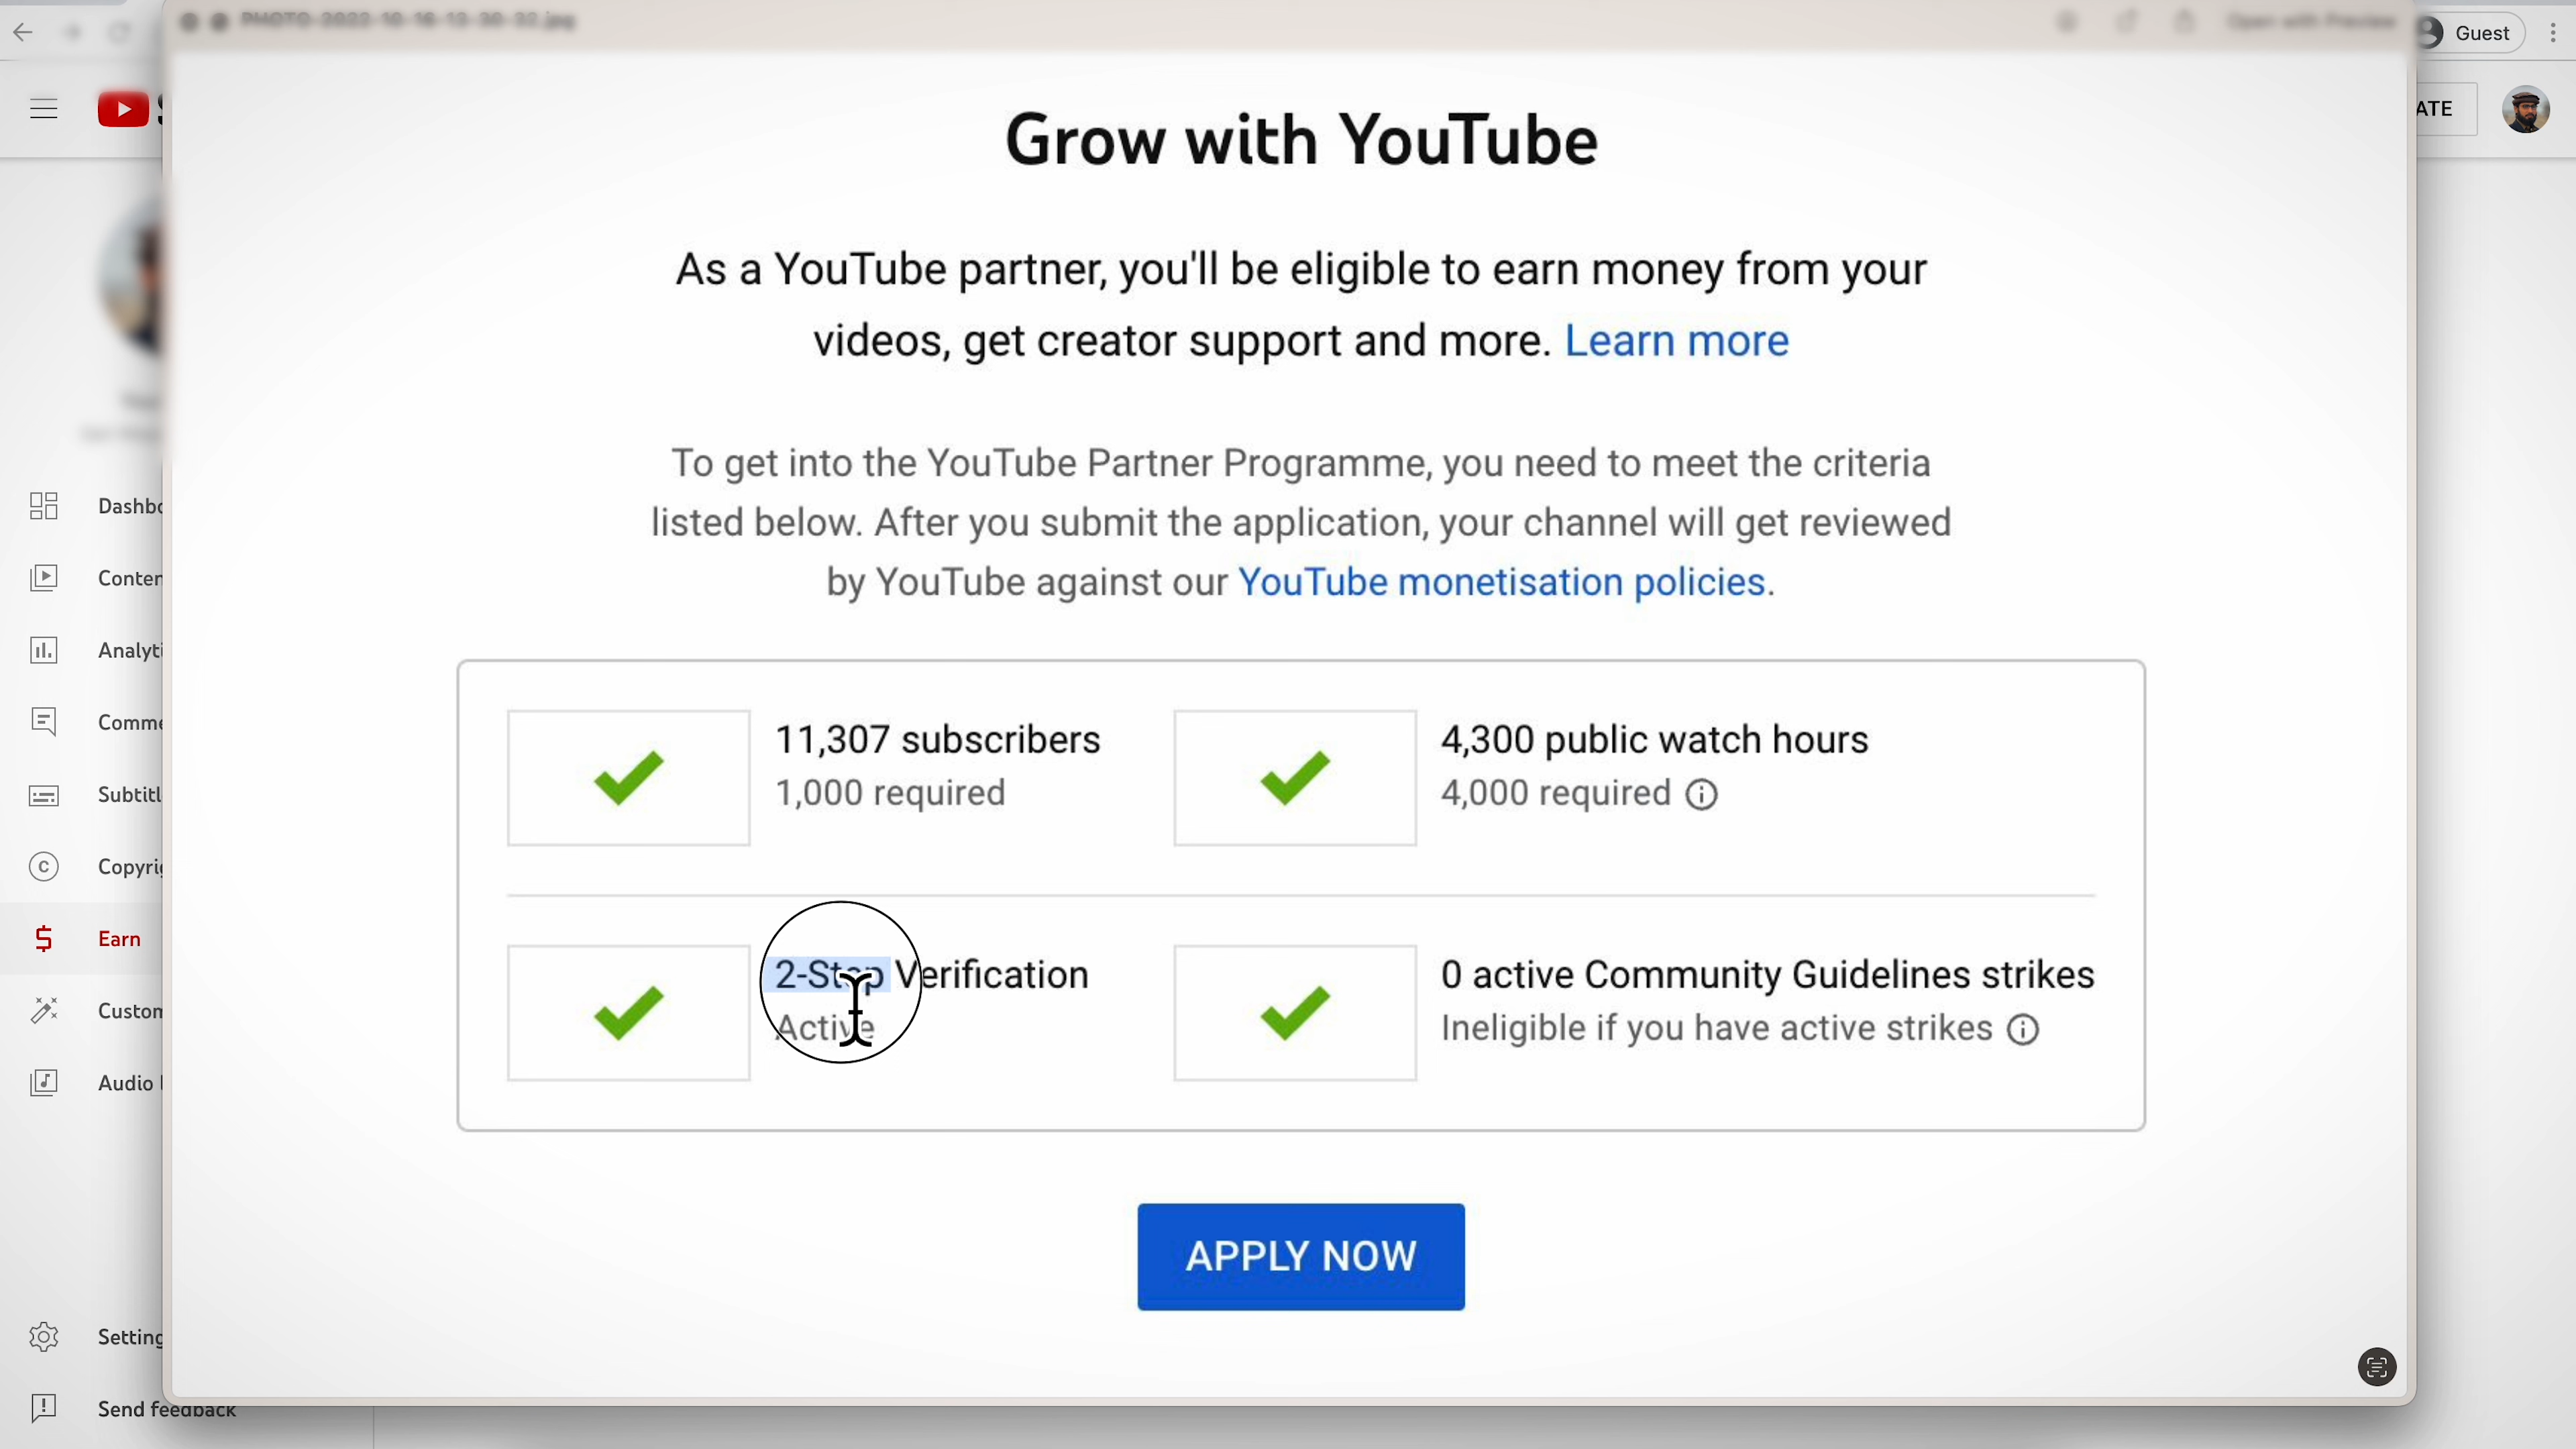 Guest
ATE
Grow with YouTube
As a YouTube partner, you'll be eligible to earn money from your
videos, get creator support and more. Learn more
To get into the YouTube Partner Programme, you need to meet the criteria
listed below. After you submit the application, your channel will get reviewed
by YouTube against our YouTube monetisation policies.
11,307 subscribers
1,000 required
4,300 public watch hours
4,000 required
2-Step Verification
Active
0 active Community Guidelines strikes
Ineligible if you have active strikes
APPLY NOW
Dashbo
Conten
Analyti
Comme
Subtitl
Copyri
Earn
Custom
Audio
Setting
Send feedback